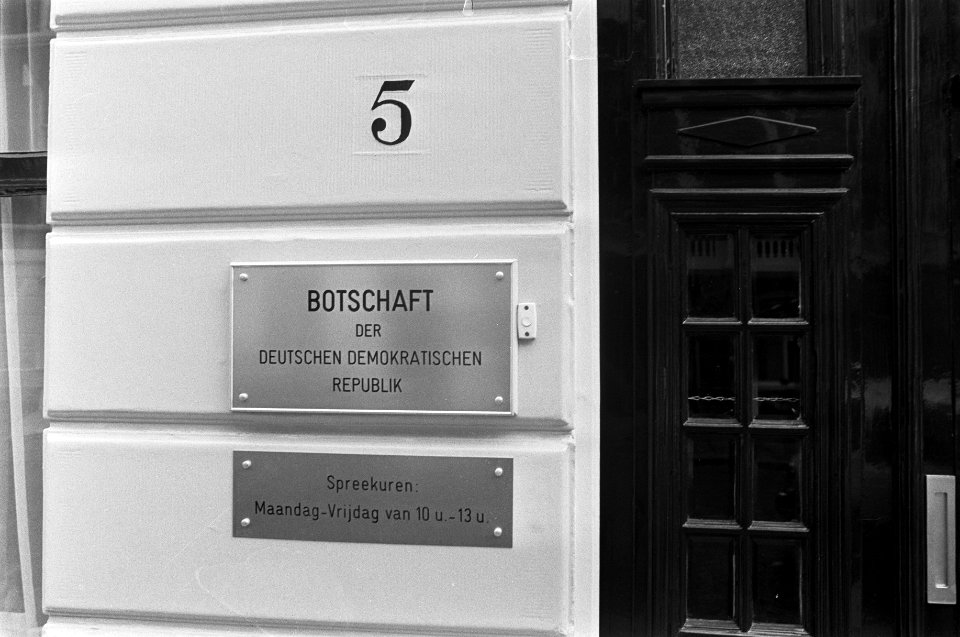 5
BOTSCHAFT
DER
DEUTSCHEN DEMOKRATISCHEN
REPUBLIK
Spreekuren:
Maandag-Vrijdag van 10 u.-13 u.